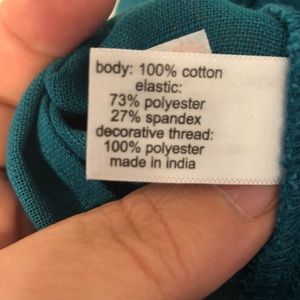 body: 100% cotton
elastic:
73% polyester
27% spandex
decorative thread:
100% polyester
made in india